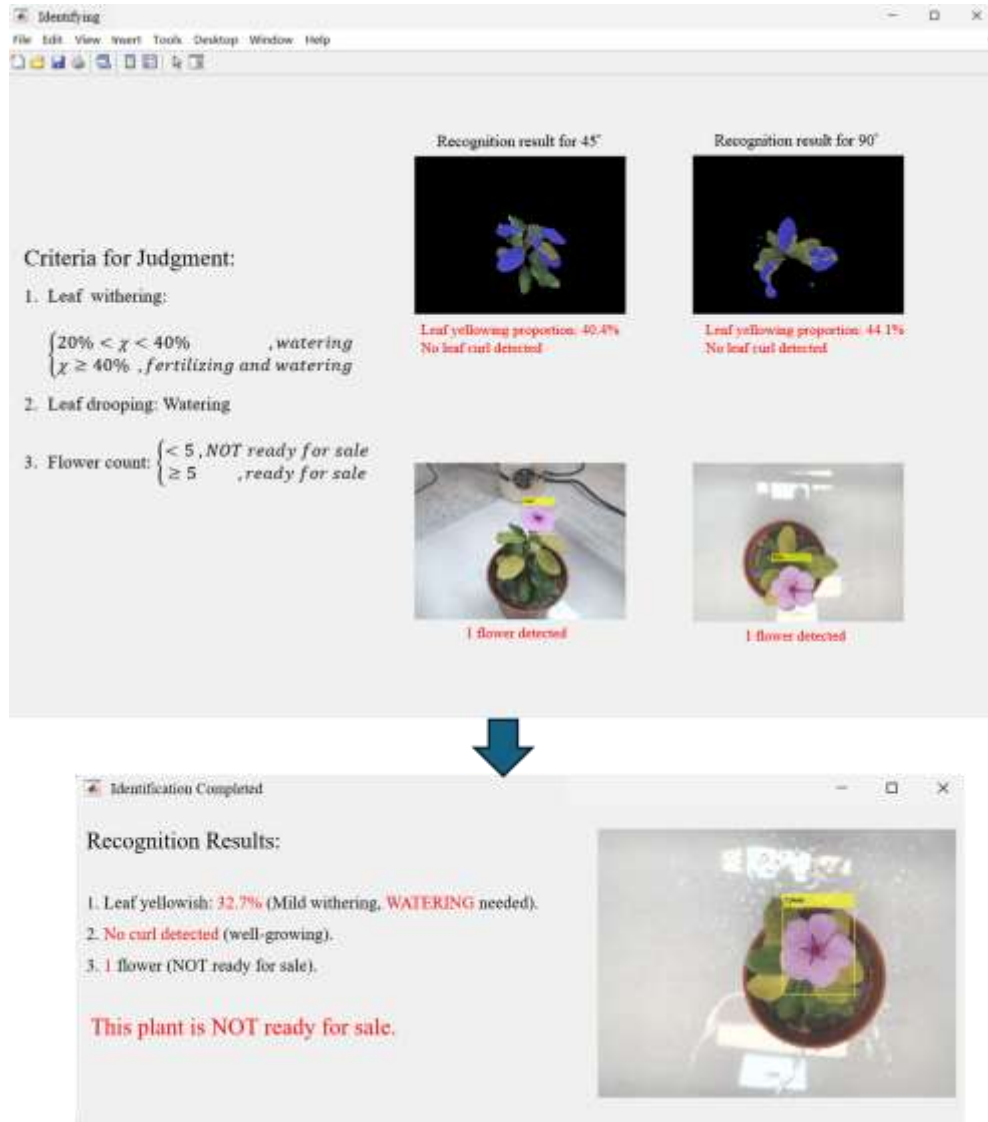 Identifying
File Edit View Insert Tools Desktop Window Help
Recognition result for 45°
Recognition result for 90°
Leaf yellowing proportion: 40.4%
No leaf curl detected
Leaf yellowing proportion: 44.1%
No leaf curl detected
Criteria for Judgment:
1. Leaf withering:
20% < χ < 40% , watering
χ ≥ 40% , fertilizing and watering
2. Leaf drooping: Watering
3. Flower count: < 5 , NOT ready for sale
≥ 5 , ready for sale
1 flower detected
1 flower detected
Identification Completed
Recognition Results:
1. Leaf yellowish: 32.7% (Mild withering, WATERING needed).
2. No curl detected (well-growing).
3. 1 flower (NOT ready for sale).
This plant is NOT ready for sale.